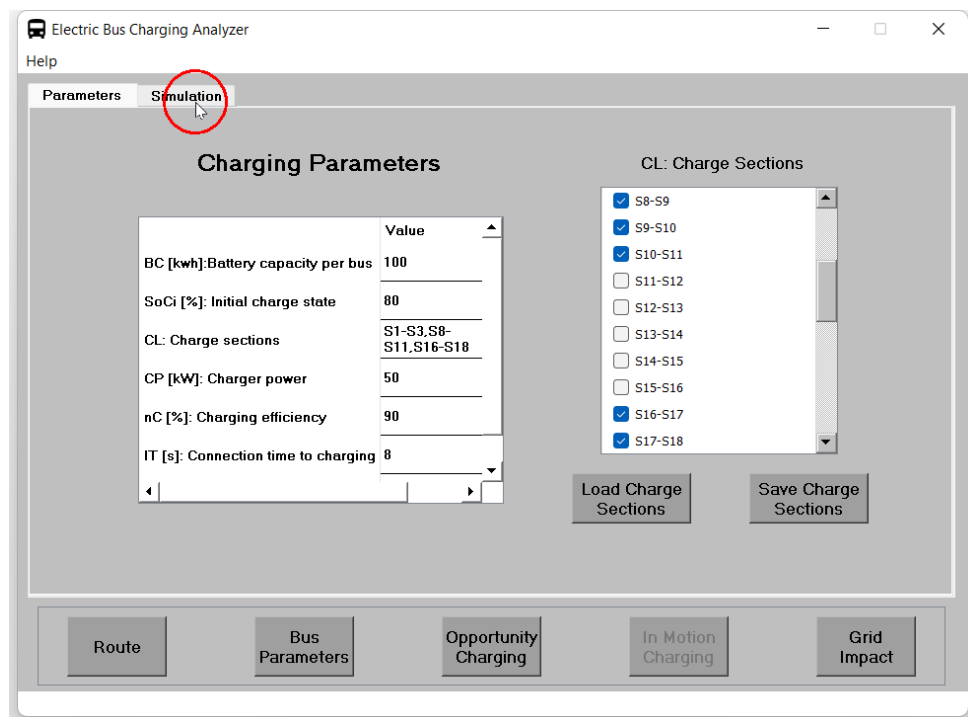 Electric Bus Charging Analyzer
Help
Parameters
Simulation
Charging Parameters
Value
BC [kwh]:Battery capacity per bus
100
SoCi [%]: Initial charge state
80
CL: Charge sections
S1-S3,S8-
S11,S16-S18
CP [kW]: Charger power
50
nC [%]: Charging efficiency
90
IT [s]: Connection time to charging
8
CL: Charge Sections
S8-S9
S9-S10
S10-S11
S11-S12
S12-S13
S13-S14
S14-S15
S15-S16
S16-S17
S17-S18
Load Charge
Sections
Save Charge
Sections
Route
Bus
Parameters
Opportunity
Charging
In Motion
Charging
Grid
Impact